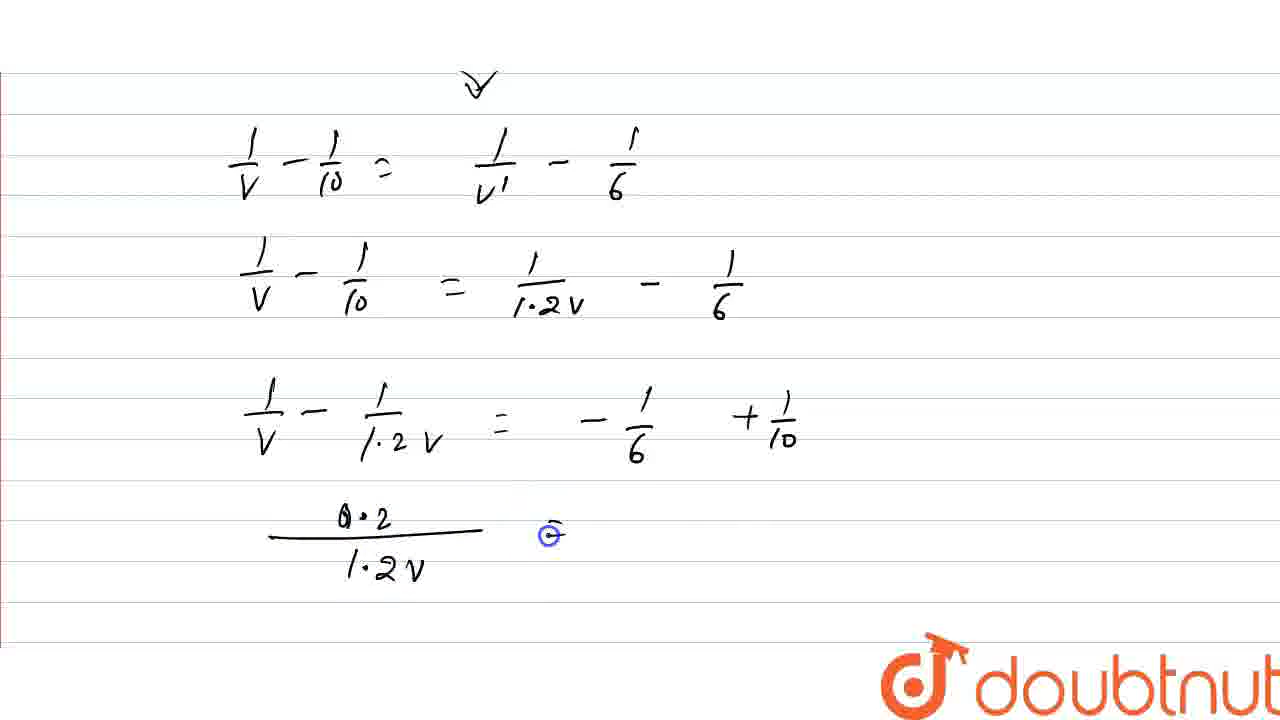 1/v - 1/10 = 1/v' - 1/6
1/v - 1/10 = 1/1.2v - 1/6
1/v - 1/1.2v = - 1/6 + 1/10
0.2/1.2v =
doubtnut